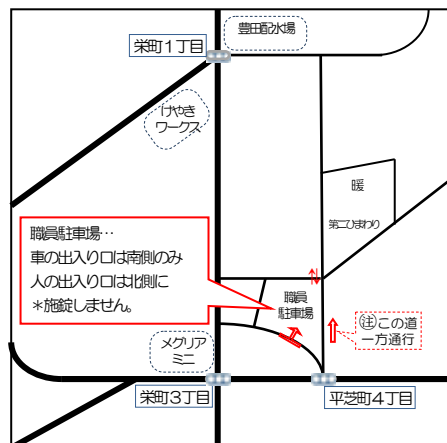 豊田配水場
栄町１丁目
けやき
ワークス
暖
第二ひまわり
職員駐車場…
車の出入り口は南側のみ
人の出入り口は北側に
＊施錠しません。
職員
駐車場
㊟この道
一方通行
メグリア
ミニ
栄町３丁目
平芝町４丁目